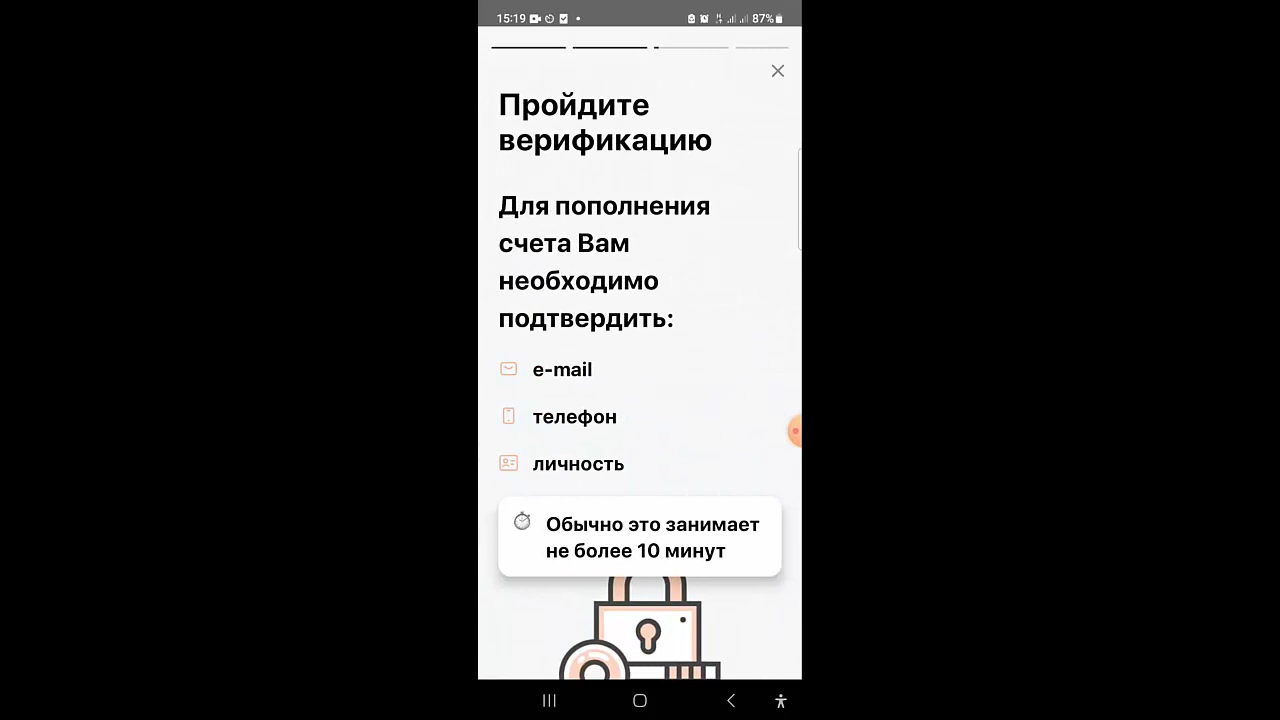 15:19
87%
Пройдите
верификацию
Для пополнения
счета Вам
необходимо
подтвердить:
e-mail
телефон
личность
Обычно это занимает
не более 10 минут